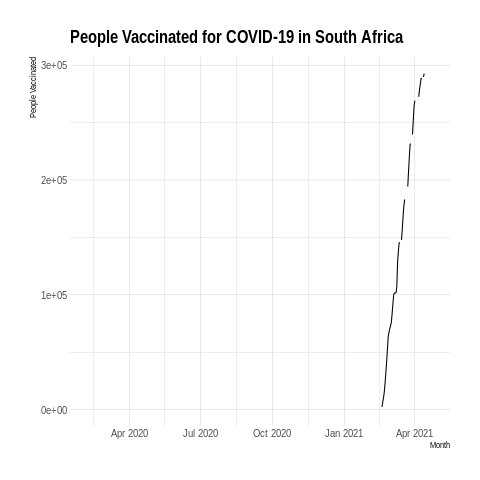 People Vaccinated for COVID-19 in South Africa
People Vaccinated
3e+05
2e+05
1e+05
0e+00
Apr 2020 Jul 2020 Oct 2020 Jan 2021 Apr 2021
Month